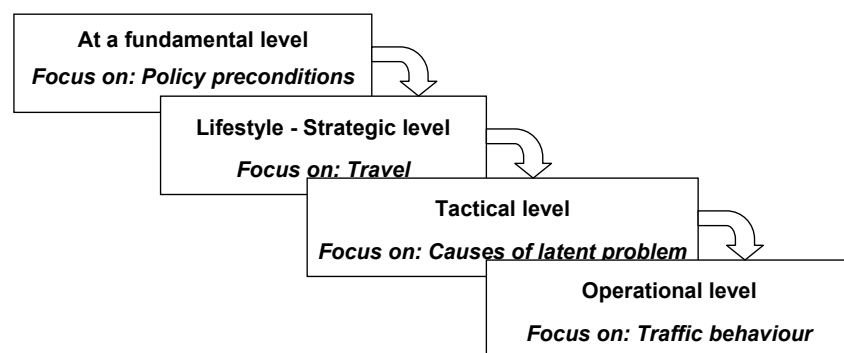 At a fundamental level
Focus on: Policy preconditions
Lifestyle - Strategic level
Focus on: Travel
Tactical level
Focus on: Causes of latent problem
Operational level
Focus on: Traffic behaviour